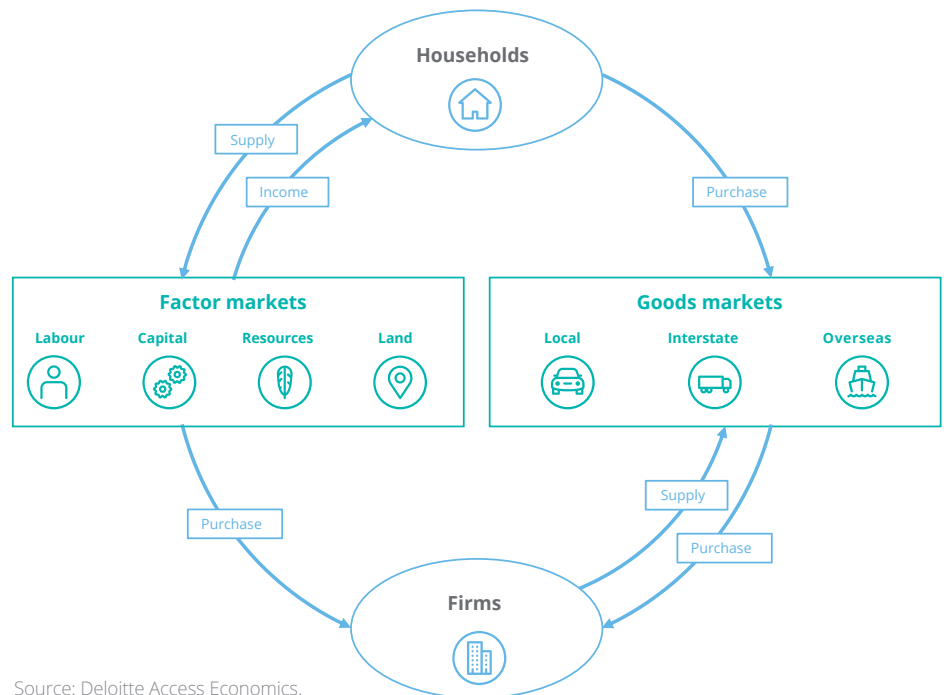 Households
Supply
Income
Purchase
Factor markets
Labour Capital Resources Land
Goods markets
Local Interstate Overseas
Purchase
Supply
Purchase
Firms
Source: Deloitte Access Economics.